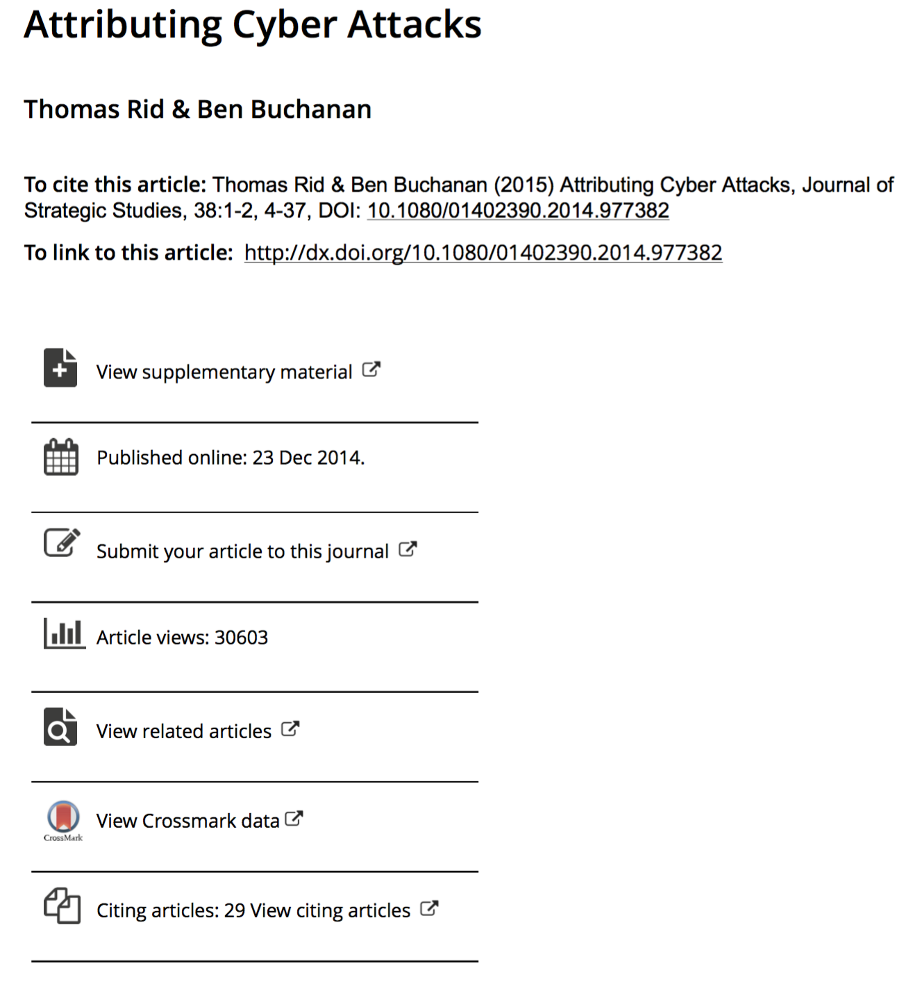 Attributing Cyber Attacks
Thomas Rid & Ben Buchanan
To cite this article: Thomas Rid & Ben Buchanan (2015) Attributing Cyber Attacks, Journal of
Strategic Studies, 38:1-2, 4-37, DOI: 10.1080/01402390.2014.977382
To link to this article: http://dx.doi.org/10.1080/01402390.2014.977382
View supplementary material
Published online: 23 Dec 2014.
Submit your article to this journal
Article views: 30603
View related articles
View Crossmark data
CrossMark
Citing articles: 29 View citing articles